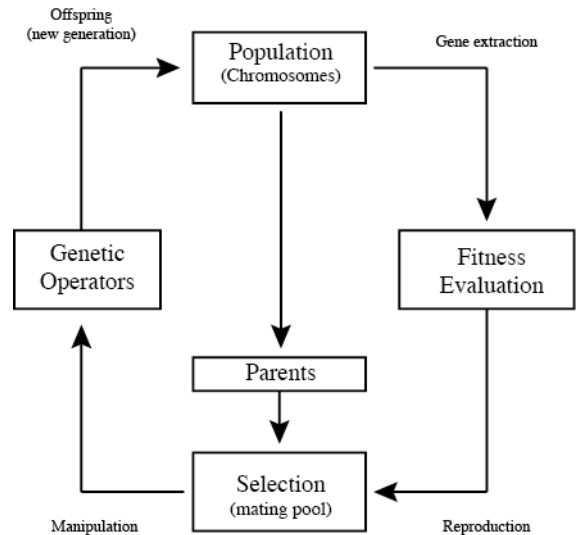 Offspring
(new generation)
Population
(Chromosomes)
Gene extraction
Genetic
Operators
Fitness
Evaluation
Parents
Selection
(mating pool)
Manipulation
Reproduction